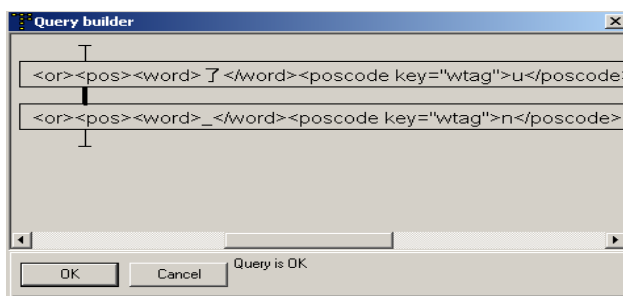 Query builder
<or><pos><word>了</word><poscode key="wtag">u</poscode>
<or><pos><word>_</word><poscode key="wtag">n</poscode>
OK
Cancel
Query is OK